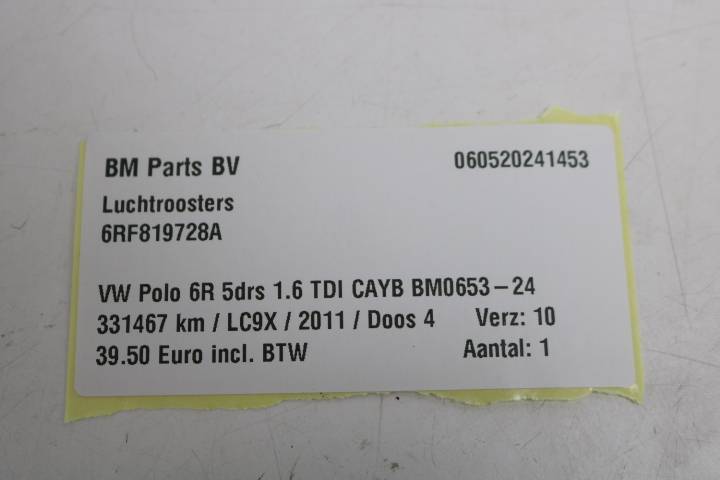 BM Parts BV 060520241453
Luchtroosters
6RF819728A
VW Polo 6R 5drs 1.6 TDI CAYB BM0653-24
331467 km / LC9X / 2011 / Doos 4 Verz: 10
39.50 Euro incl. BTW Aantal: 1